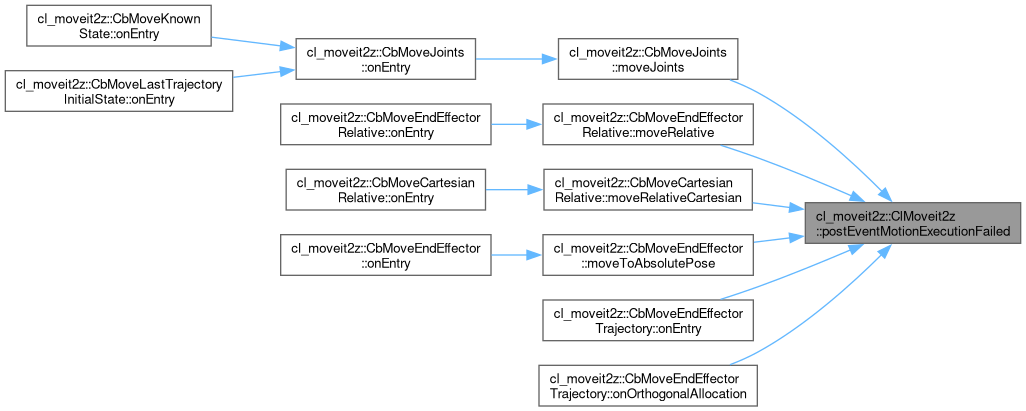 cl_moveit2z::CbMoveKnown
State::onEntry
cl_moveit2z::CbMoveLastTrajectory
InitialState::onEntry
cl_moveit2z::CbMoveJoints
::onEntry
cl_moveit2z::CbMoveJoints
::moveJoints
cl_moveit2z::CbMoveEndEffector
Relative::onEntry
cl_moveit2z::CbMoveEndEffector
Relative::moveRelative
cl_moveit2z::CbMoveCartesian
Relative::onEntry
cl_moveit2z::CbMoveCartesian
Relative::moveRelativeCartesian
cl_moveit2z::ClMoveit2z
::postEventMotionExecutionFailed
cl_moveit2z::CbMoveEndEffector
::onEntry
cl_moveit2z::CbMoveEndEffector
::moveToAbsolutePose
cl_moveit2z::CbMoveEndEffector
Trajectory::onEntry
cl_moveit2z::CbMoveEndEffector
Trajectory::onOrthogonalAllocation